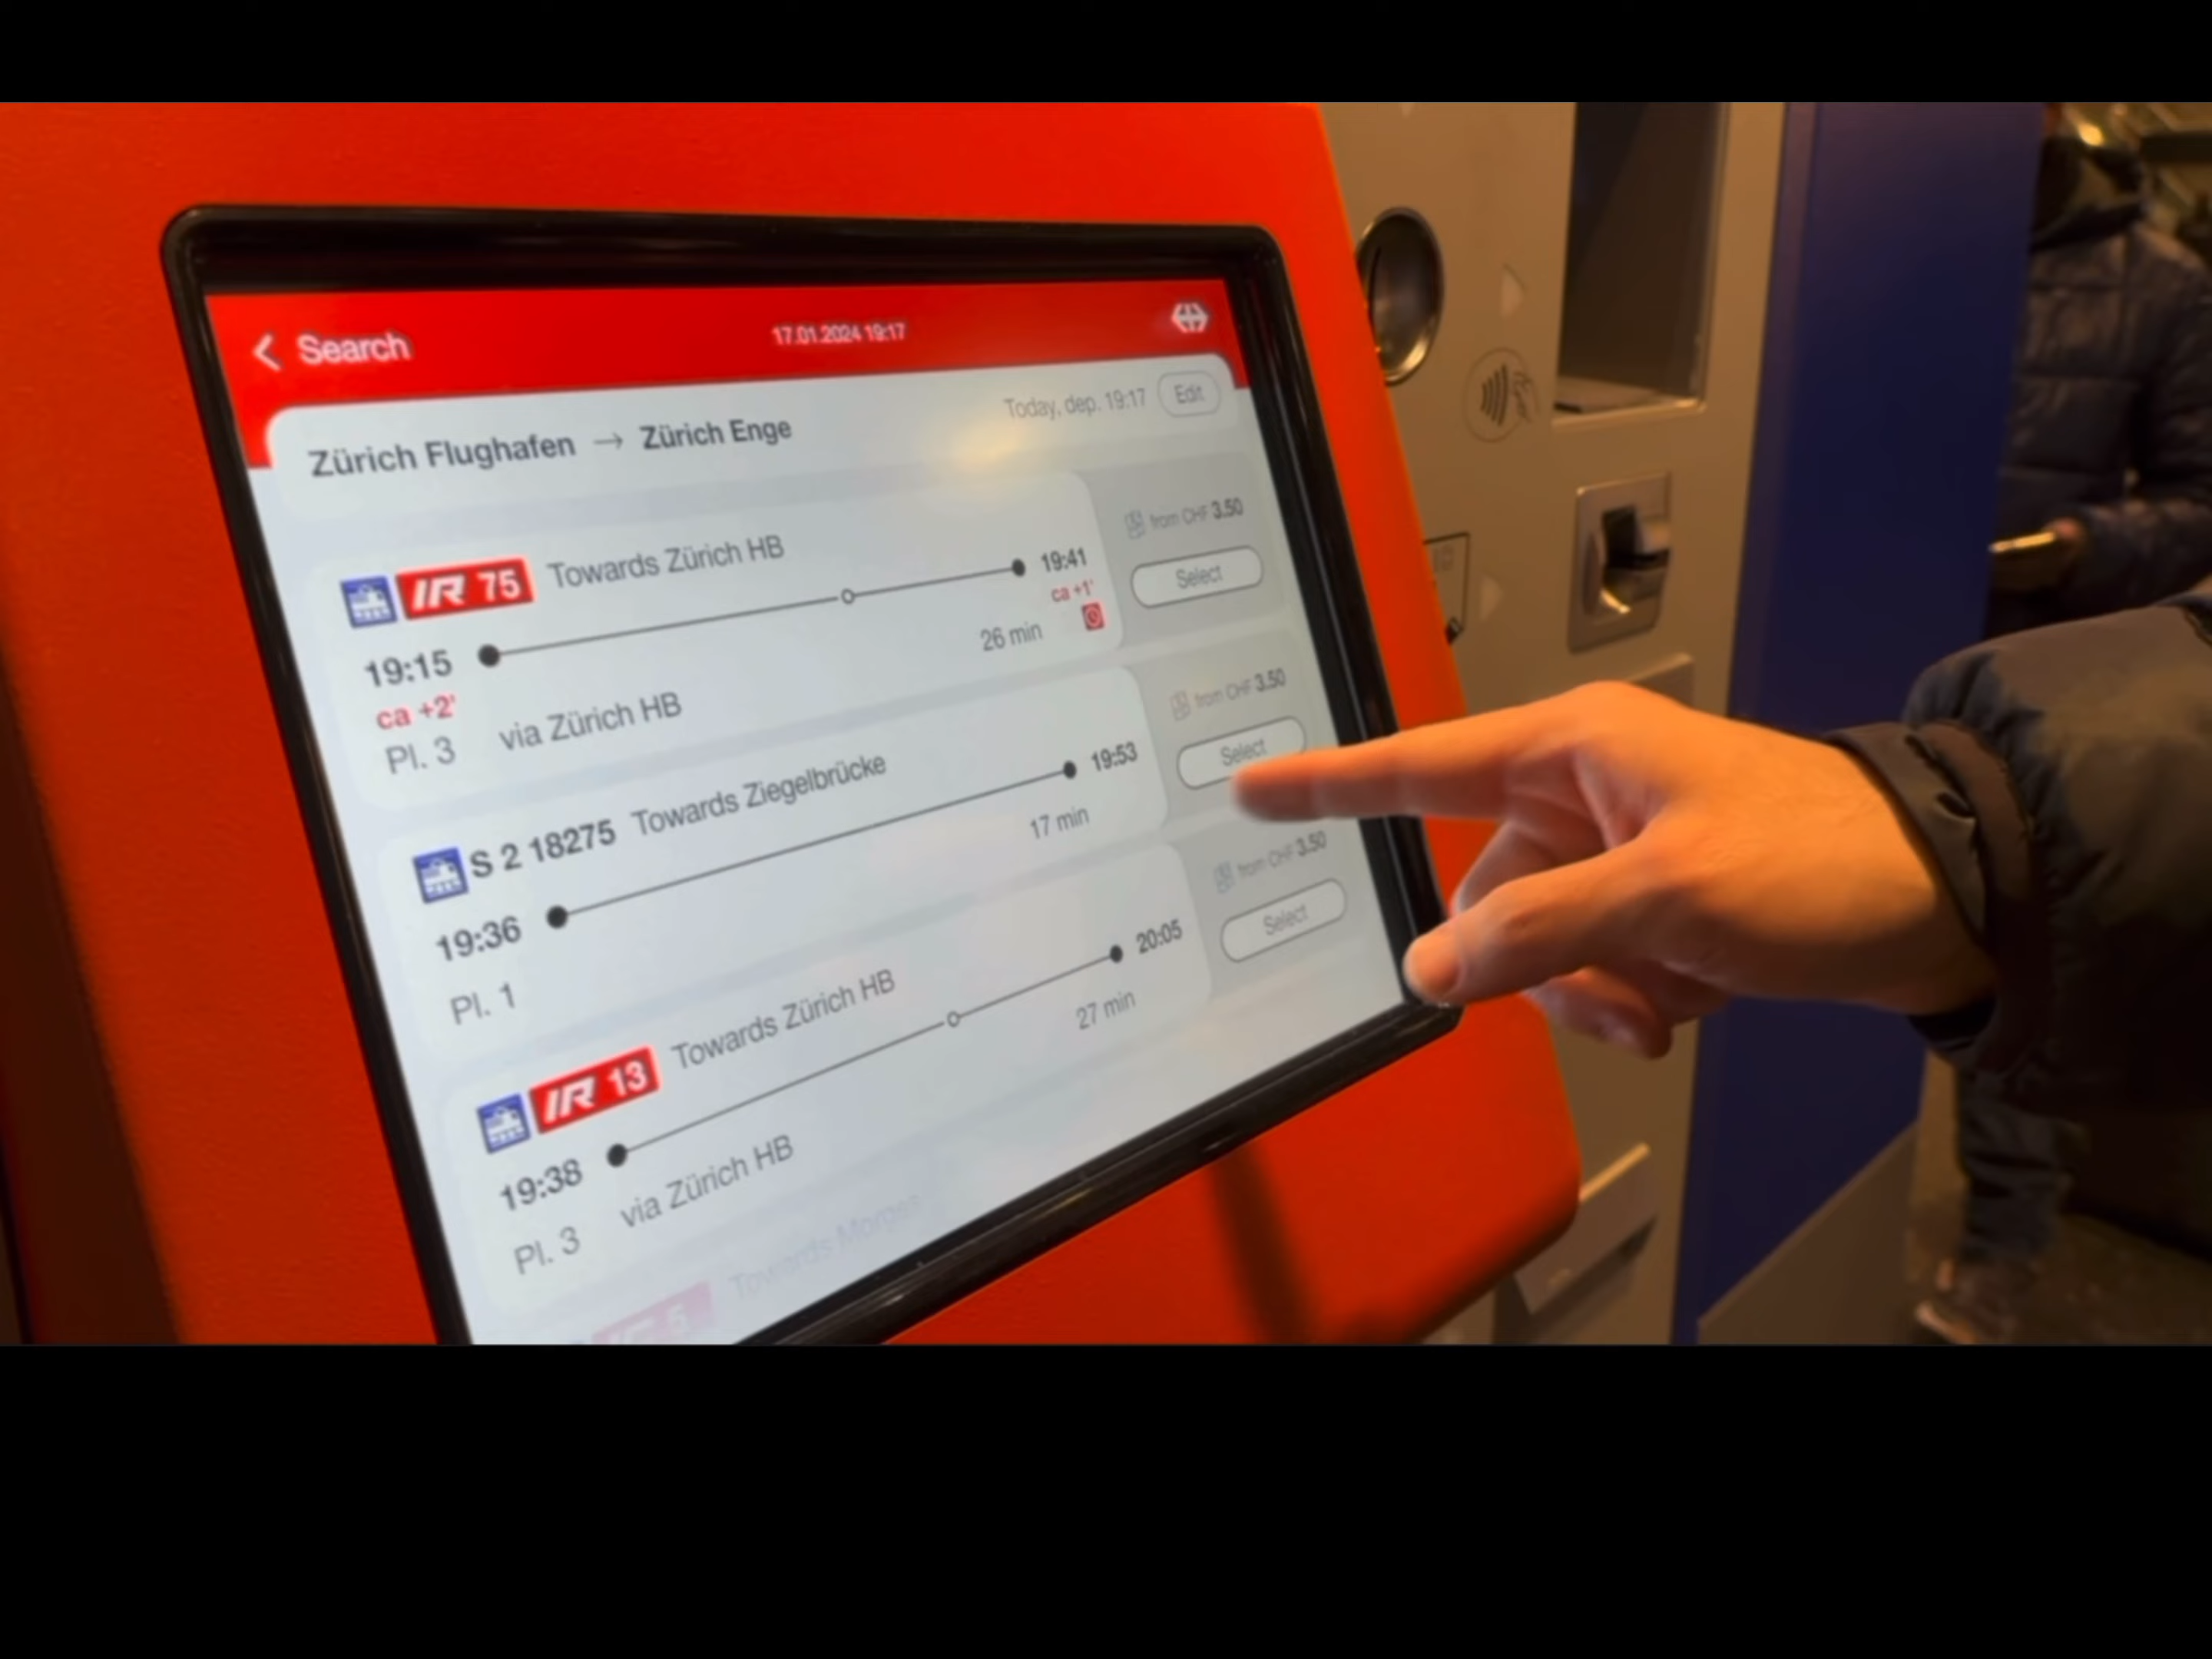 Search
17.01.2024 19:17
Zürich Flughafen → Zürich Enge
Today, dep. 19:17
Edit
IR 75 Towards Zürich HB
19:15
19:41
ca +2'
ca +1'
26 min
Pl. 3 via Zürich HB
from CHF 3.50
Select
S 2 18275 Towards Ziegelbrücke
19:36
19:53
17 min
Pl. 1
from CHF 3.50
Select
IR 13 Towards Zürich HB
19:38
20:05
27 min
Pl. 3 via Zürich HB
from CHF 3.50
Select
IC 5 Towards Morges